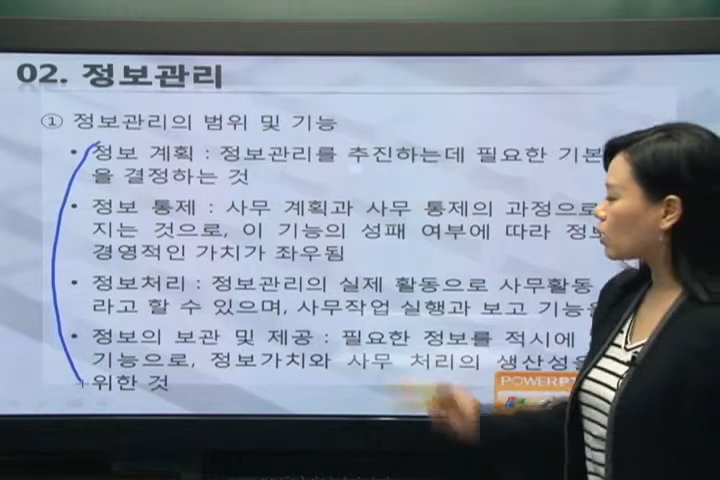 02. 정보관리
① 정보관리의 범위 및 기능
• 정보 계획 : 정보관리를 추진하는데 필요한 기본
을 결정하는 것
• 정보 통제 : 사무 계획과 사무 통제의 과정으로
지는 것으로, 이 기능의 성패 여부에 따라 정보
경영적인 가치가 좌우됨
• 정보처리 : 정보관리의 실제 활동으로 사무활동
라고 할 수 있으며, 사무작업 실행과 보고 기능을
• 정보의 보관 및 제공 : 필요한 정보를 적시에
기능으로, 정보가치와 사무 처리의 생산성을
위한 것